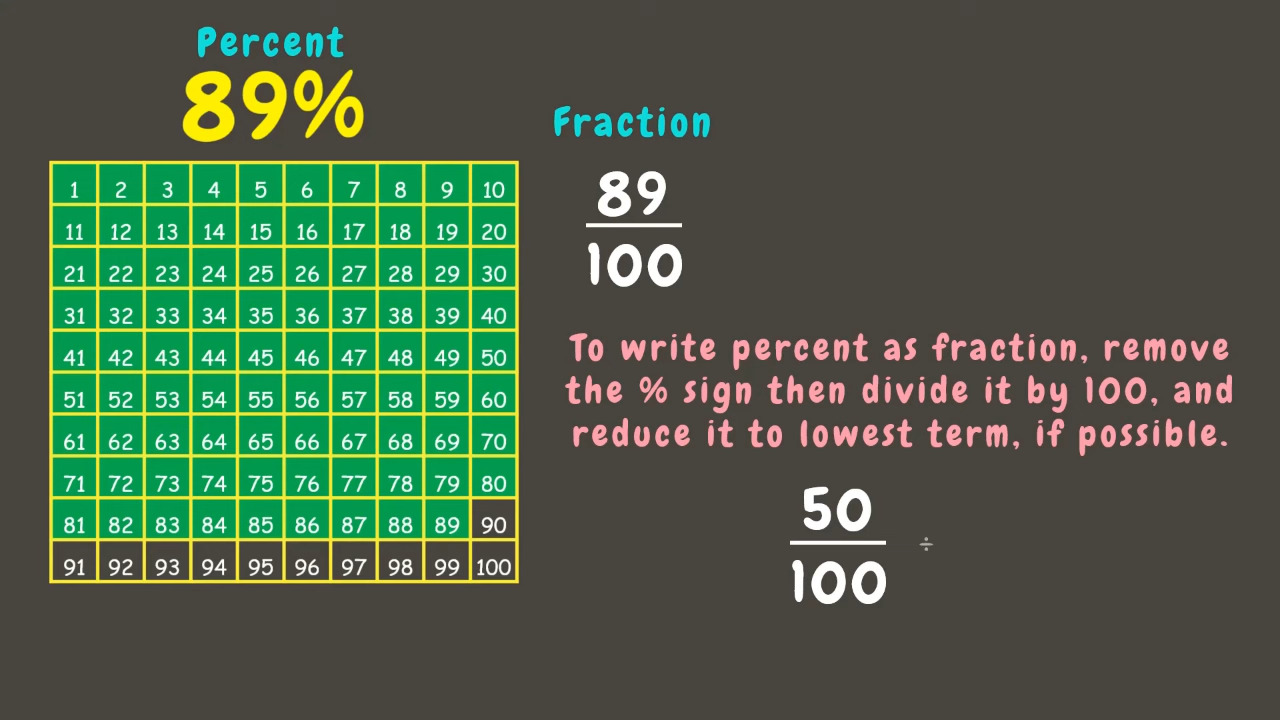 Percent
89%
1 2 3 4 5 6 7 8 9 10
11 12 13 14 15 16 17 18 19 20
21 22 23 24 25 26 27 28 29 30
31 32 33 34 35 36 37 38 39 40
41 42 43 44 45 46 47 48 49 50
51 52 53 54 55 56 57 58 59 60
61 62 63 64 65 66 67 68 69 70
71 72 73 74 75 76 77 78 79 80
81 82 83 84 85 86 87 88 89 90
91 92 93 94 95 96 97 98 99 100
Fraction
89
100
To write percent as fraction, remove
the % sign then divide it by 100, and
reduce it to lowest term, if possible.
50
100
÷